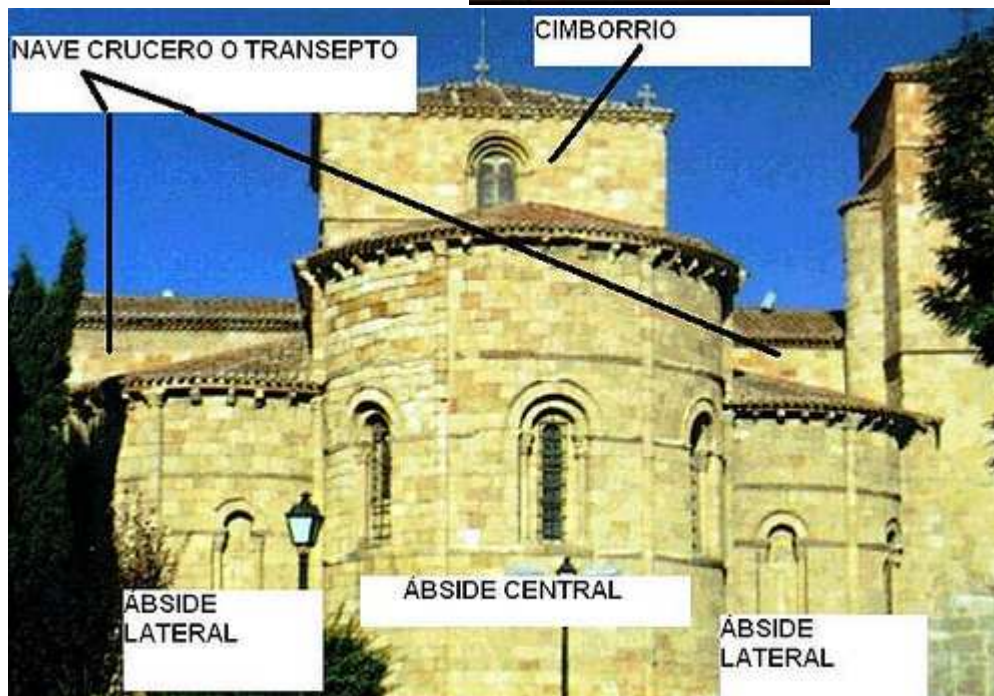 CIMBORRIO
NAVE CRUCERO O TRANSEPTO
ÁBSIDE CENTRAL
ÁBSIDE
LATERAL
ÁBSIDE
LATERAL